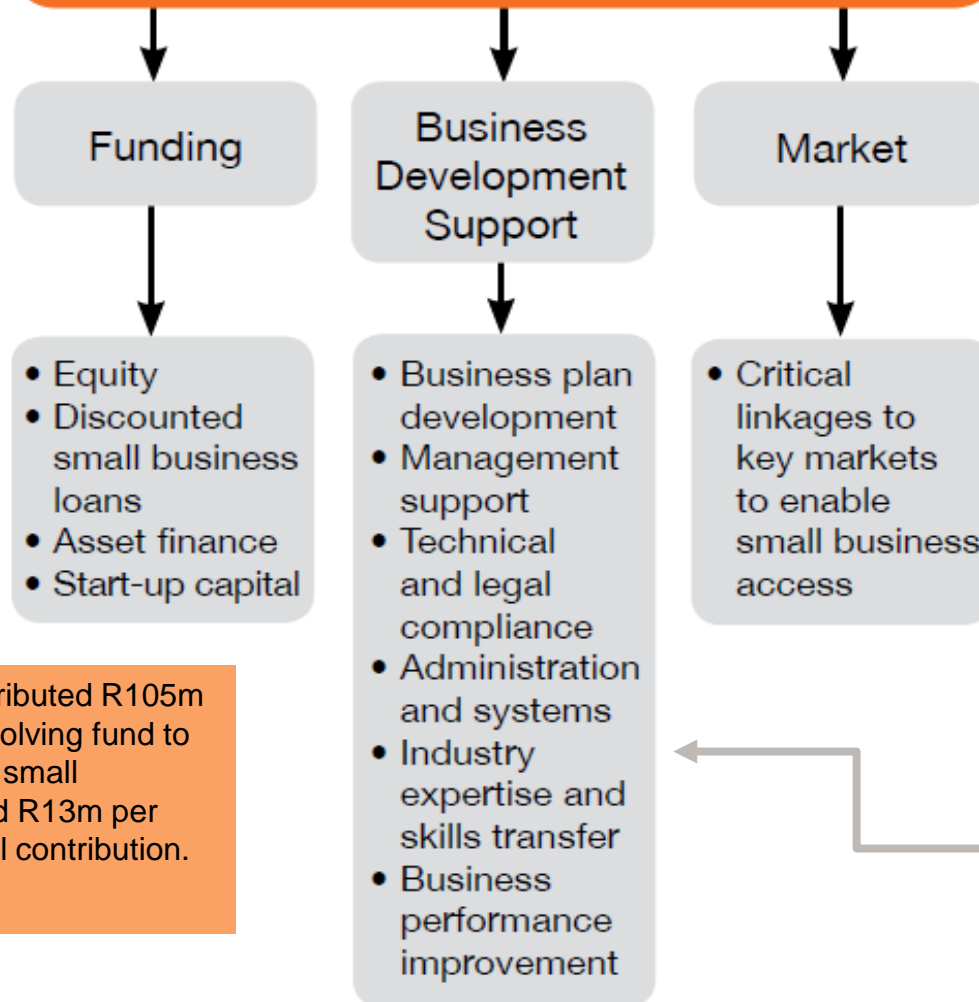 Funding
Business
Development
Support
Market
• Equity
• Discounted
small business
loans
• Asset finance
• Start-up capital
• Business plan
development
• Management
support
• Technical
and legal
compliance
• Administration
and systems
• Industry
expertise and
skills transfer
• Business
performance
improvement
• Critical
linkages to
key markets
to enable
small business
access
R105m
fund to
small
R13m per
contribution.